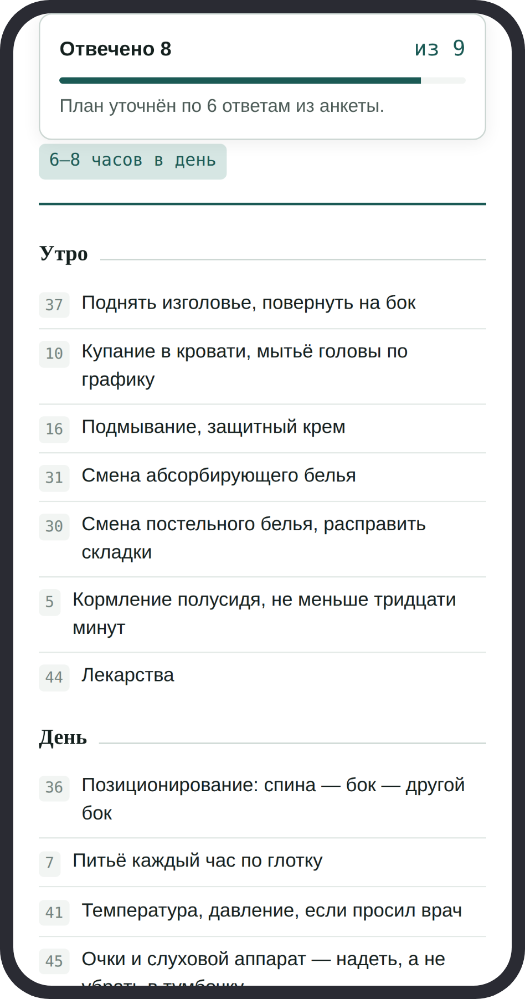 Отвечено 8 из 9
План уточнён по 6 ответам из анкеты.
6–8 часов в день
Утро
37 Поднять изголовье, повернуть на бок
10 Купание в кровати, мытьё головы по
графику
16 Подмывание, защитный крем
31 Смена абсорбирующего белья
30 Смена постельного белья, расправить
складки
5 Кормление полусидя, не меньше тридцати
минут
44 Лекарства
День
36 Позиционирование: спина — бок — другой
бок
7 Питьё каждый час по глотку
41 Температура, давление, если просил врач
45 Очки и слуховой аппарат — надеть, а не
убрать в тумбочку